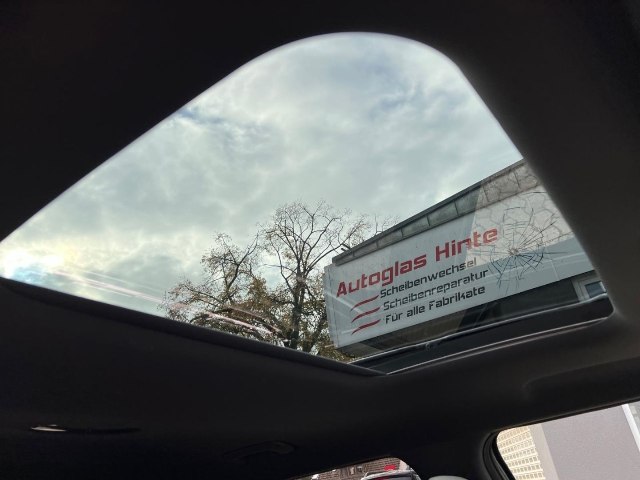 Autoglas Hinte
Scheibenwechsel
Scheibenreparatur
Für alle Fabrikate